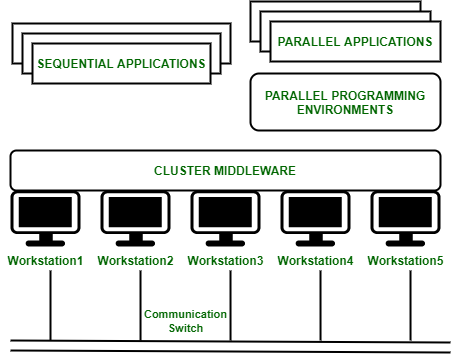 SEQUENTIAL APPLICATIONS
PARALLEL APPLICATIONS
PARALLEL PROGRAMMING
ENVIRONMENTS
CLUSTER MIDDLEWARE
Workstation1 Workstation2 Workstation3 Workstation4 Workstation5
Communication
Switch